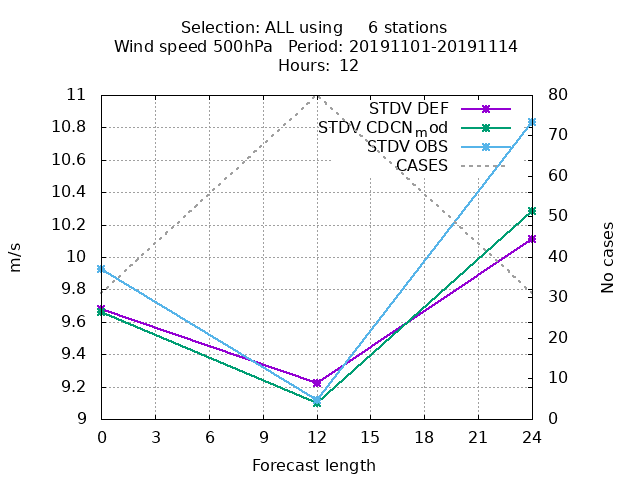 Selection: ALL using 6 stations
Wind speed 500hPa Period: 20191101-20191114
Hours: 12
11
10.8
10.6
10.4
10.2
10
9.8
9.6
9.4
9.2
9
m/s
STDV DEF
STDV CDCNmod
STDV OBS
CASES
80
70
60
50
40
30
20
10
0
No cases
0 3 6 9 12 15 18 21 24
Forecast length